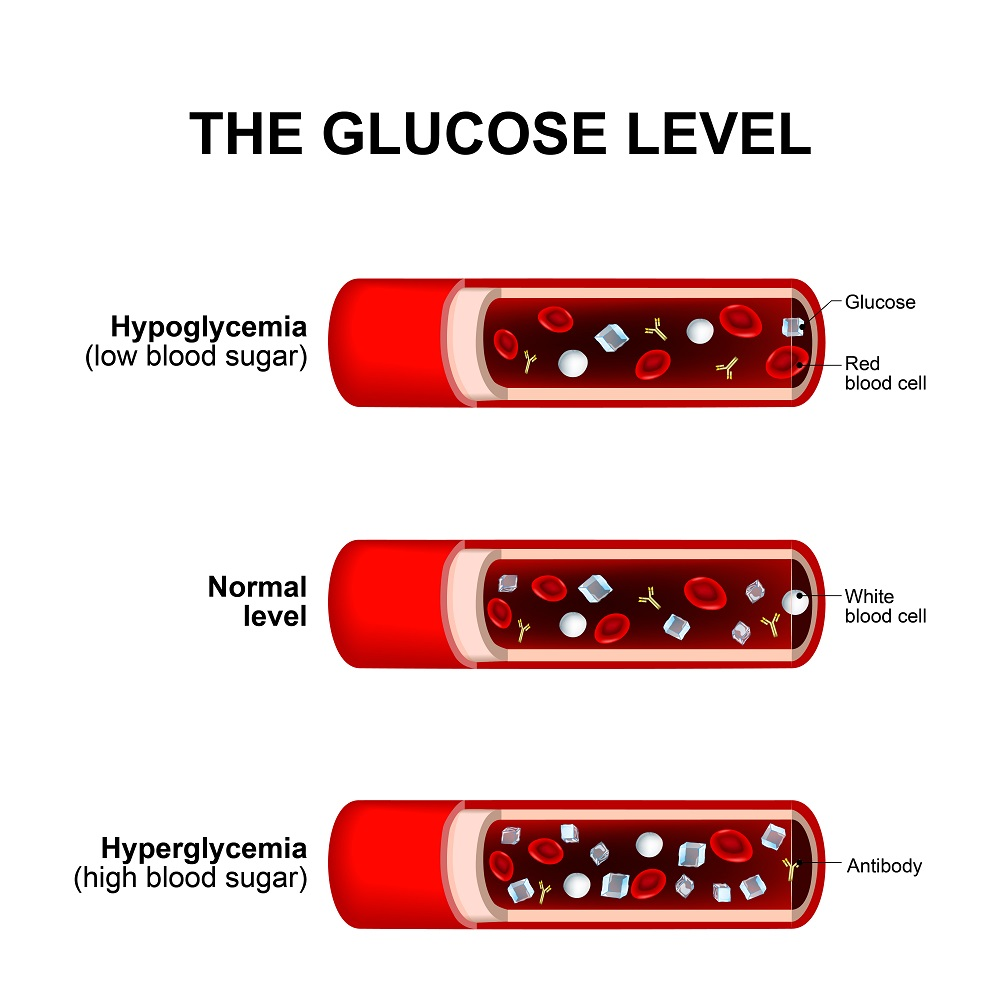 THE GLUCOSE LEVEL
Hypoglycemia
(low blood sugar)
Glucose
Red
blood cell
Normal
level
White
blood cell
Hyperglycemia
(high blood sugar)
Antibody